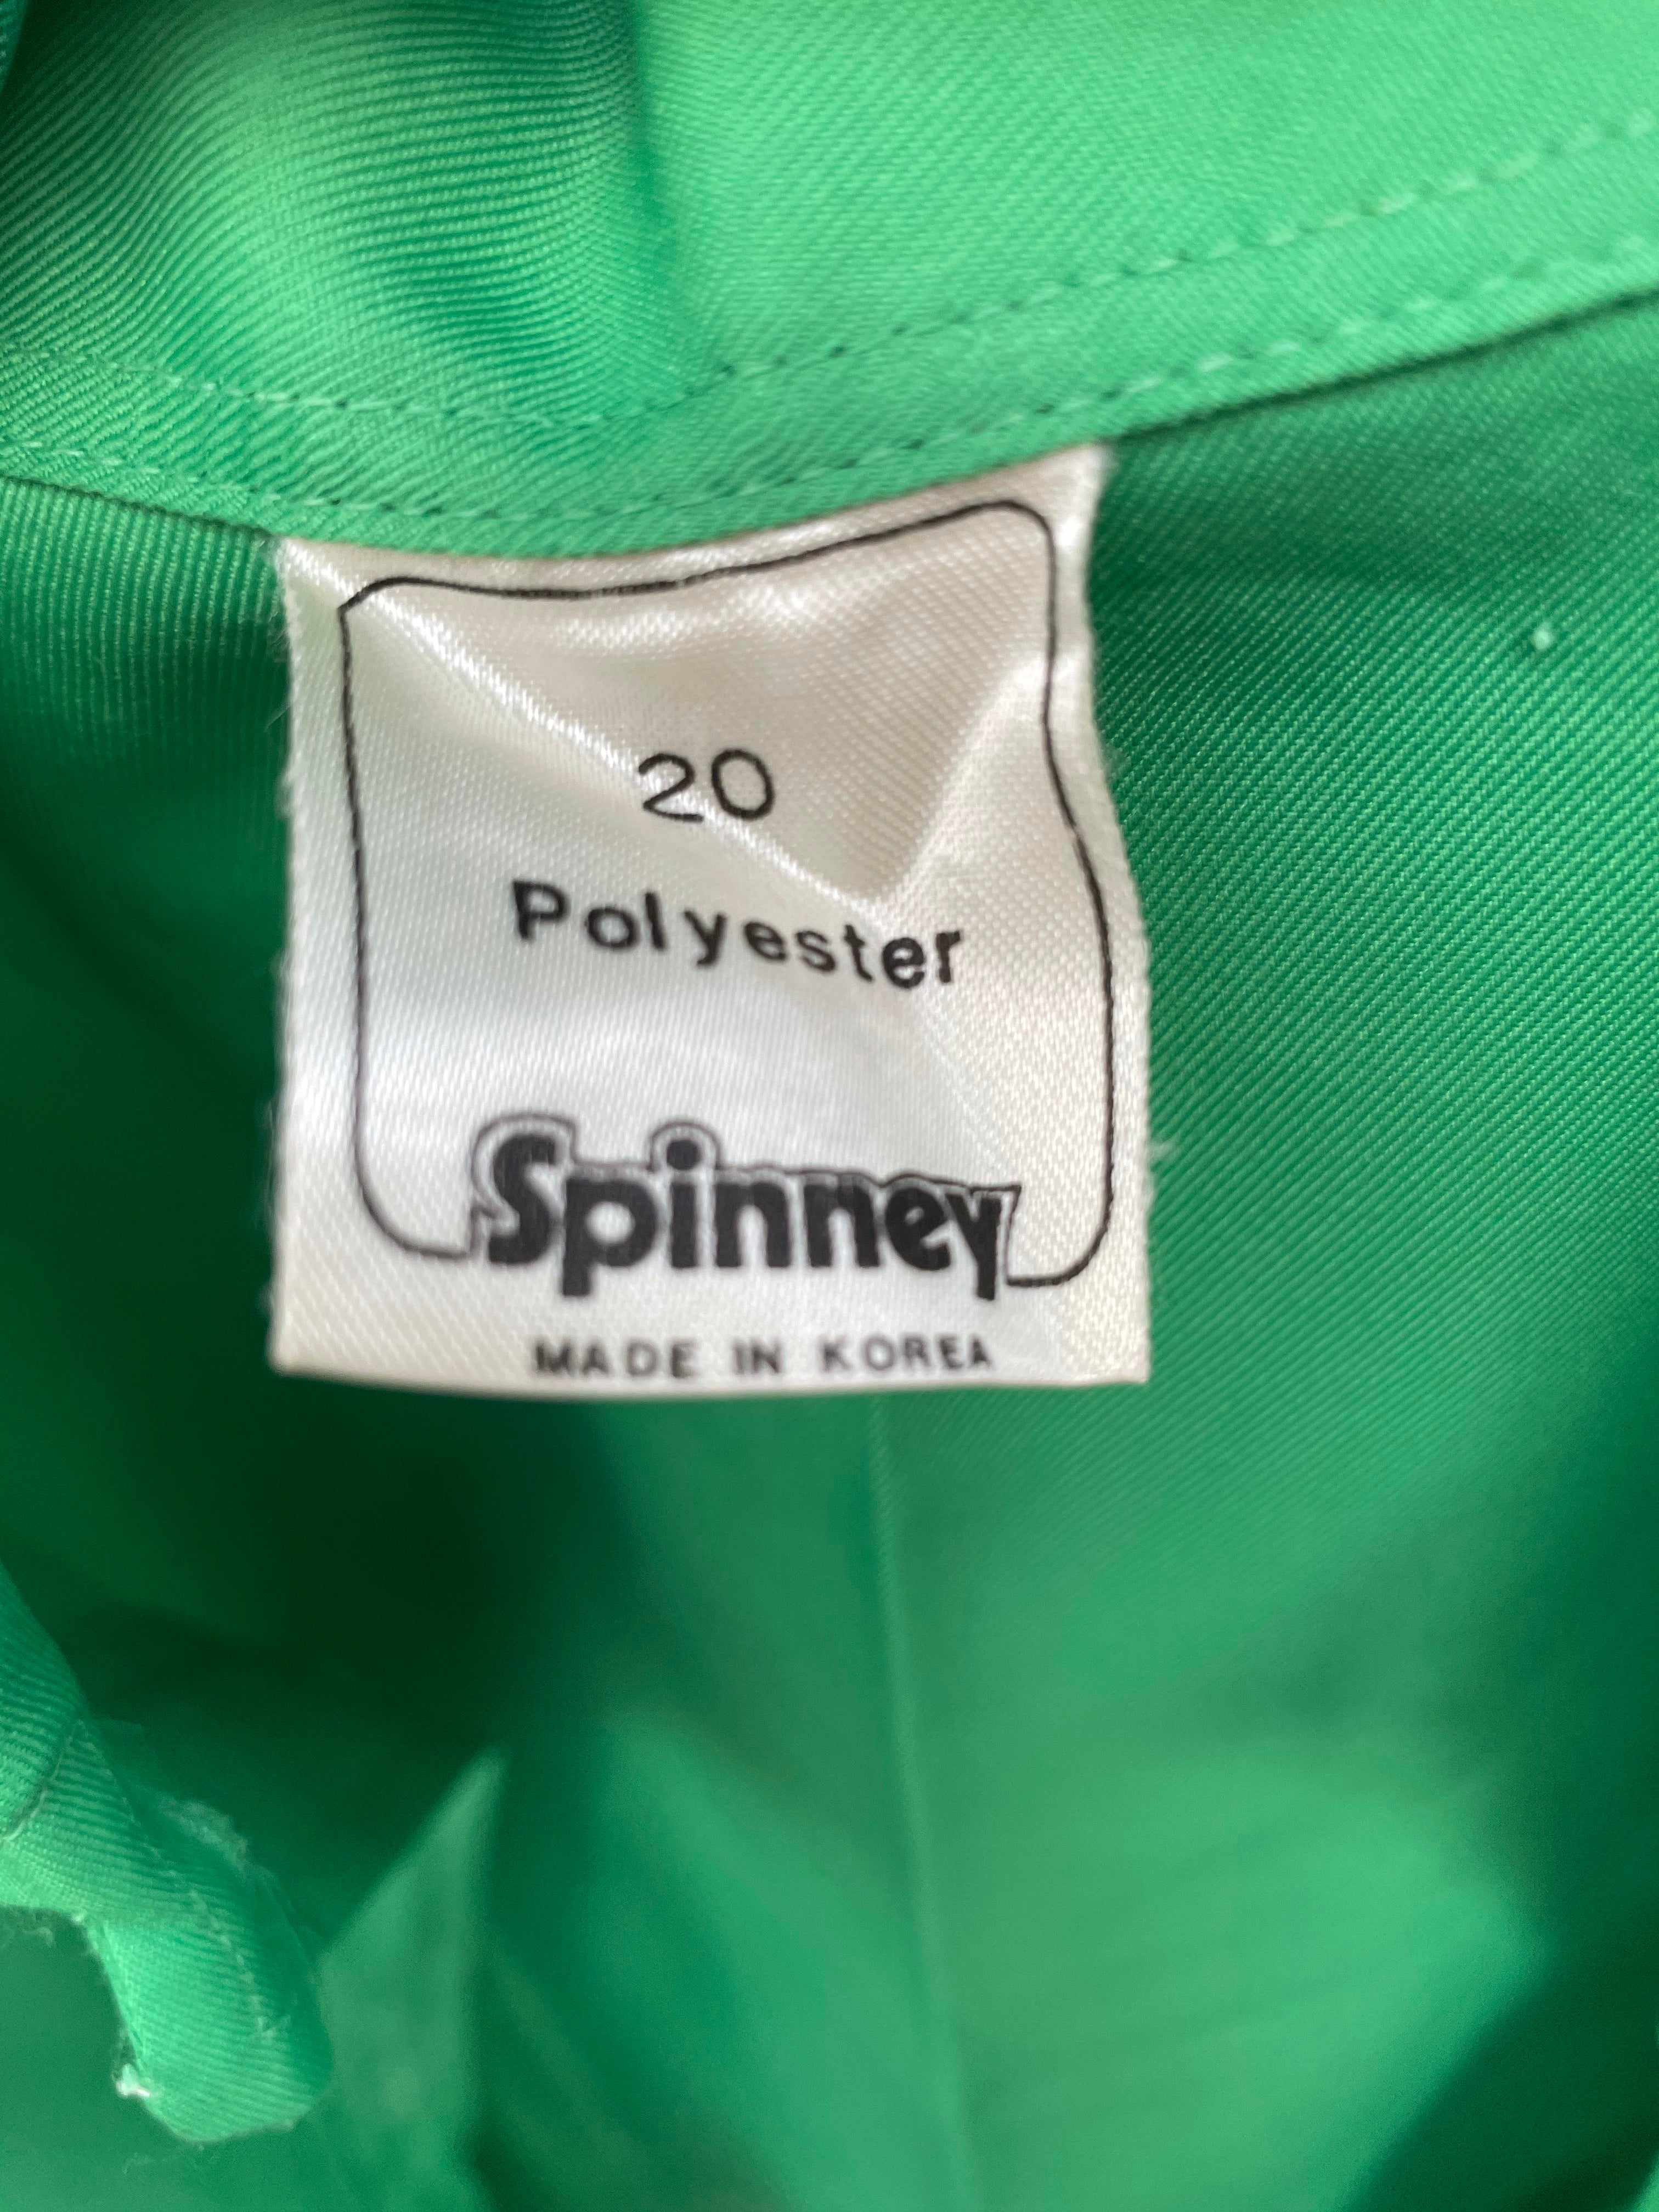 20
Polyester
Spinney
MADE IN KOREA